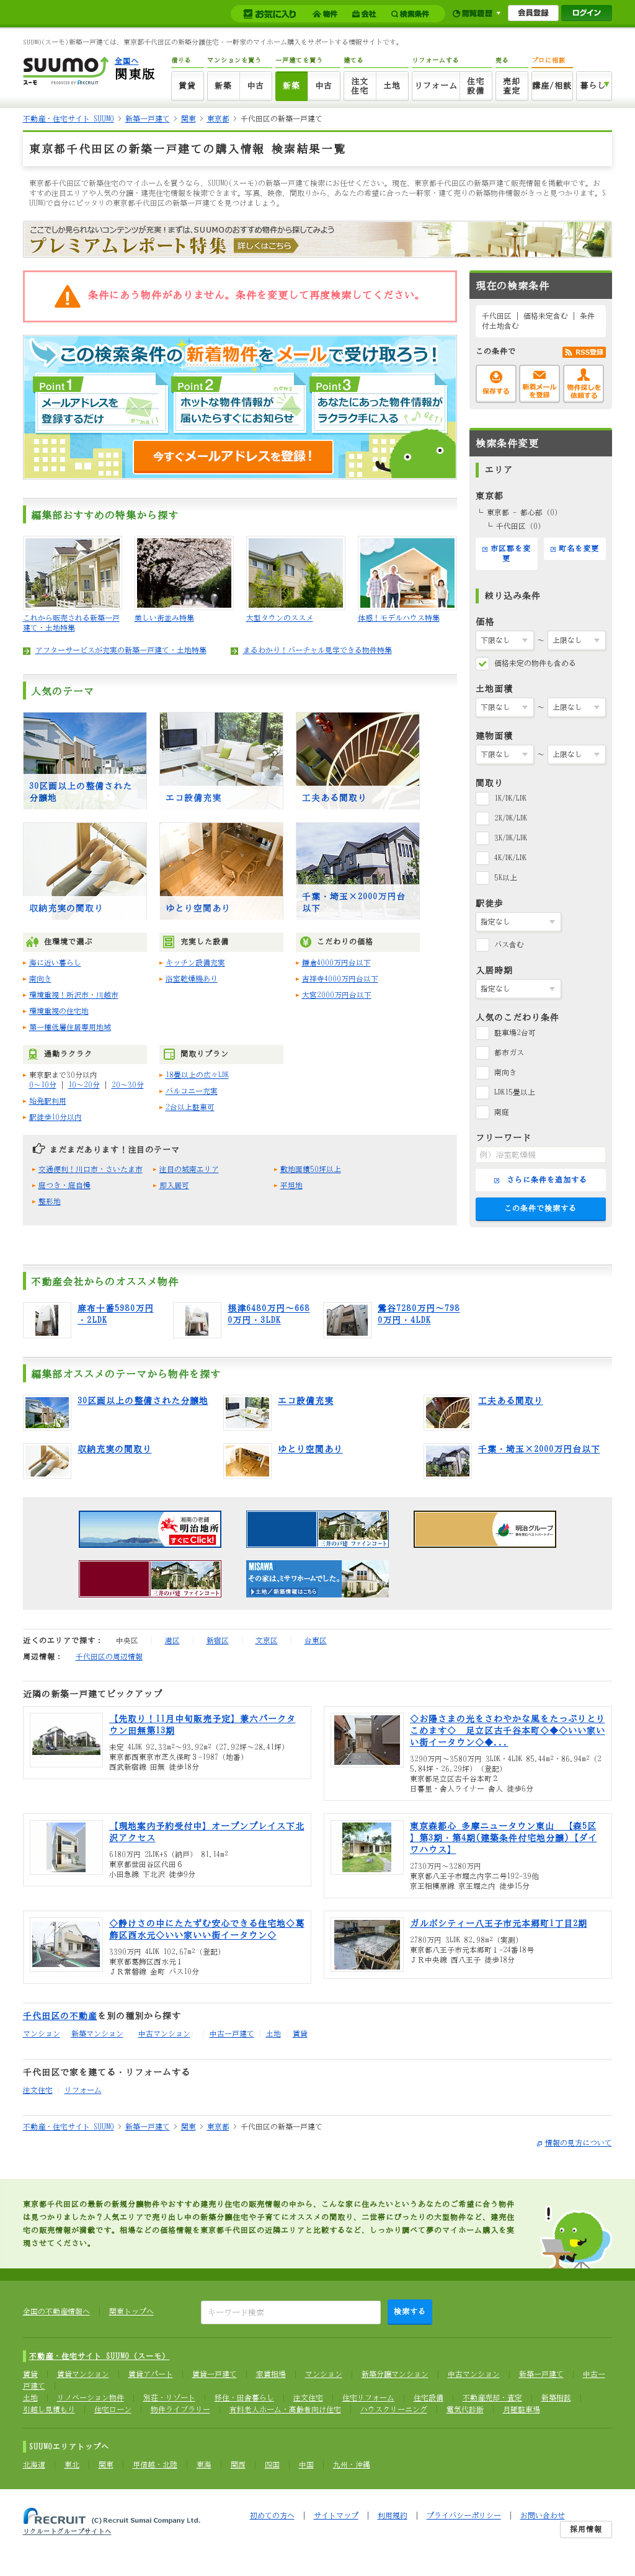 お気に入り 物件 会社 検索条件 閲覧履歴 会員登録 ログイン
SUUMO(スーモ)新築一戸建ては、東京都千代田区の新築分譲住宅・一軒家のマイホーム購入をサポートする情報サイトです。
SUUMO 全国へ 関東版
スーモ PRODUCED BY RECRUIT
借りる マンションを買う 一戸建てを買う 建てる リフォームする 売る プロに相談
賃貸 新築 中古 新築 中古 注文住宅 土地 リフォーム 住宅設備 売却査定 講座/相談 暮らし
不動産・住宅サイト SUUMO > 新築一戸建て > 関東 > 東京都 > 千代田区の新築一戸建て
東京都千代田区の新築一戸建ての購入情報 検索結果一覧
東京都千代田区で新築住宅のマイホームを買うなら、SUUMO(スーモ)の新築一戸建て検索にお任せください。現在、東京都千代田区の新築戸建て販売情報を掲載中です。おすすめ注目エリアや人気の分譲・建売住宅情報を検索できます。写真、映像、間取りから、あなたの希望に合った一軒家・建て売りの新築物件情報がきっと見つかります。SUUMOで自分にピッタリの東京都千代田区の新築一戸建てを見つけましょう。
ここでしか見られないコンテンツが充実！まずは、SUUMOのおすすめ物件から探してみよう
プレミアムレポート特集 詳しくはこちら
条件にあう物件がありません。条件を変更して再度検索してください。
この検索条件の新着物件をメールで受け取ろう！
Point1 メールアドレスを登録するだけ
Point2 ホットな物件情報が届いたらすぐにお知らせ
Point3 あなたにあった物件情報がラクラク手に入る GET!
今すぐメールアドレスを登録！
編集部おすすめの特集から探す
これから販売される新築一戸建て・土地特集
美しい街並み特集
大型タウンのススメ
体感！モデルハウス特集
アフターサービスが充実の新築一戸建て・土地特集
まるわかり！バーチャル見学できる物件特集
人気のテーマ
30区画以上の整備された分譲地
エコ設備充実
工夫ある間取り
収納充実の間取り
ゆとり空間あり
千葉・埼玉×2000万円台以下
住環境で選ぶ
海に近い暮らし
南向き
環境重視！所沢市・川越市
環境重視の住宅地
第一種低層住居専用地域
充実した設備
キッチン設備充実
浴室乾燥機あり
こだわりの価格
鎌倉4000万円台以下
吉祥寺4000万円台以下
大宮2000万円台以下
通勤ラクラク
東京駅まで30分以内
0～10分 | 10～20分 | 20～30分
始発駅利用
駅徒歩10分以内
間取りプラン
18畳以上の広々LDK
バルコニー充実
2台以上駐車可
まだまだあります！注目のテーマ
交通便利！川口市・さいたま市
注目の城南エリア
敷地面積50坪以上
庭つき・庭自慢
即入居可
平坦地
整形地
現在の検索条件
千代田区 | 価格未定含む | 条件付土地含む
この条件で RSS登録
保存する 新着メールを登録 物件探しを依頼する
検索条件変更
エリア
東京都
東京都 - 都心部 (0)
千代田区 (0)
市区郡を変更 町名を変更
絞り込み条件
価格
下限なし ～ 上限なし
価格未定の物件も含める
土地面積
下限なし ～ 上限なし
建物面積
下限なし ～ 上限なし
間取り
1K/DK/LDK
2K/DK/LDK
3K/DK/LDK
4K/DK/LDK
5K以上
駅徒歩
指定なし
バス含む
入居時期
指定なし
人気のこだわり条件
駐車場2台可
都市ガス
南向き
LDK15畳以上
南庭
フリーワード
例）浴室乾燥機
さらに条件を追加する
この条件で検索する
不動産会社からのオススメ物件
麻布十番5980万円・2LDK
根津6480万円～6680万円・3LDK
鶯谷7280万円～7980万円・4LDK
編集部オススメのテーマから物件を探す
30区画以上の整備された分譲地
エコ設備充実
工夫ある間取り
収納充実の間取り
ゆとり空間あり
千葉・埼玉×2000万円台以下
湘南の老舗 明治地所 すぐにClick!
三井の戸建 ファインコート
明治グループ
三井の戸建 ファインコート
MISAWA その家は、ミサワホームでした。 土地／新築情報はこちら
近くのエリアで探す： 中央区 港区 新宿区 文京区 台東区
周辺情報： 千代田区の周辺情報
近隣の新築一戸建てピックアップ
【先取り！11月中旬販売予定】兼六パークタウン田無第13期
未定 4LDK 92.33m²～93.92m² (27.92坪～28.41坪)
東京都西東京市芝久保町３-1987（地番）
西武新宿線 田無 徒歩18分
◇お陽さまの光をさわやかな風をたっぷりとりこめます◇ 足立区古千谷本町◇◆◇いい家いい街イータウン◇◆...
3290万円～3580万円 3LDK・4LDK 85.44m²・86.94m² (25.84坪・26.29坪) （登記）
東京都足立区古千谷本町２
日暮里・舎人ライナー 舎人 徒歩6分
【現地案内予約受付中】オープンプレイス下北沢アクセス
6180万円 2LDK+S（納戸） 81.14m²
東京都世田谷区代田６
小田急線 下北沢 徒歩9分
東京森都心 多摩ニュータウン東山 【森5区】第3期・第4期(建築条件付宅地分譲)【ダイワハウス】
2730万円～3280万円
東京都八王子市堀之内字二号192-39他
京王相模原線 京王堀之内 徒歩15分
◇静けさの中にたたずむ安心できる住宅地◇葛飾区西水元◇いい家いい街イータウン◇
3390万円 4LDK 102.67m²（登記）
東京都葛飾区西水元１
ＪＲ常磐線 金町 バス10分
ガルボシティー八王子市元本郷町1丁目2期
2780万円 3LDK 82.98m²（実測）
東京都八王子市元本郷町１-24番18号
ＪＲ中央線 西八王子 徒歩18分
千代田区の不動産を別の種別から探す
マンション 新築マンション 中古マンション 中古一戸建て 土地 賃貸
千代田区で家を建てる・リフォームする
注文住宅 リフォーム
不動産・住宅サイト SUUMO > 新築一戸建て > 関東 > 東京都 > 千代田区の新築一戸建て
情報の見方について
東京都千代田区の最新の新規分譲物件やおすすめ建売り住宅の販売情報の中から、こんな家に住みたいというあなたのご希望に合う物件は見つかりましたか？人気エリアで売り出し中の新築分譲住宅や子育てにオススメの間取り、二世帯にぴったりの大型物件など、建売住宅の販売情報が満載です。相場などの価格情報を東京都千代田区の近隣エリアと比較するなど、しっかり調べて夢のマイホーム購入を実現させてください。
全国の不動産情報へ 関東トップへ キーワード検索 検索する
不動産・住宅サイト SUUMO（スーモ）
賃貸 賃貸マンション 賃貸アパート 賃貸一戸建て 家賃相場 マンション 新築分譲マンション 中古マンション 新築一戸建て 中古一戸建て
土地 リノベーション物件 別荘・リゾート 移住・田舎暮らし 注文住宅 住宅リフォーム 住宅設備 不動産売却・査定 新築相談
引越し見積もり 住宅ローン 物件ライブラリー 有料老人ホーム・高齢者向け住宅 ハウスクリーニング 電気代診断 月極駐車場
SUUMOエリアトップへ
北海道 東北 関東 甲信越・北陸 東海 関西 四国 中国 九州・沖縄
RECRUIT (C) Recruit Sumai Company Ltd.
リクルートグループサイトへ
初めての方へ | サイトマップ | 利用規約 | プライバシーポリシー | お問い合わせ
採用情報